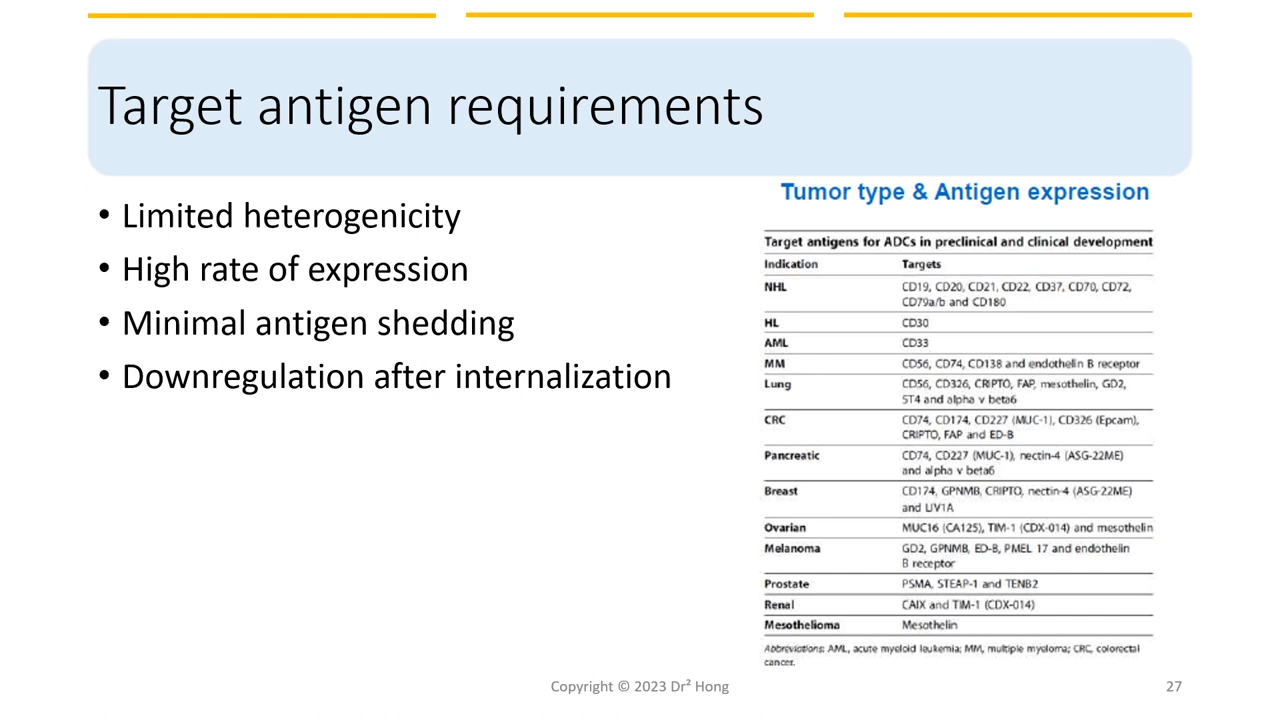 Target antigen requirements
• Limited heterogenicity
• High rate of expression
• Minimal antigen shedding
• Downregulation after internalization
Tumor type & Antigen expression
Target antigens for ADCs in preclinical and clinical development
Indication Targets
NHL CD19, CD20, CD21, CD22, CD37, CD70, CD72,
CD79a/b and CD180
HL CD30
AML CD33
MM CD56, CD74, CD138 and endothelin B receptor
Lung CD56, CD326, CRIPTO, FAP, mesothelin, GD2,
5T4 and alpha v beta6
CRC CD74, CD174, CD227 (MUC-1), CD326 (Epcam),
CRIPTO, FAP and ED-B
Pancreatic CD74, CD227 (MUC-1), nectin-4 (ASG-22ME)
and alpha v beta6
Breast CD174, GPNMB, CRIPTO, nectin-4 (ASG-22ME)
and LIV1A
Ovarian MUC16 (CA125), TIM-1 (CDX-014) and mesothelin
Melanoma GD2, GPNMB, ED-B, PMEL 17 and endothelin
B receptor
Prostate PSMA, STEAP-1 and TENB2
Renal CAIX and TIM-1 (CDX-014)
Mesothelioma Mesothelin
Abbreviations: AML, acute myeloid leukemia; MM, multiple myeloma; CRC, colorectal
cancer.
Copyright © 2023 Dr² Hong
27